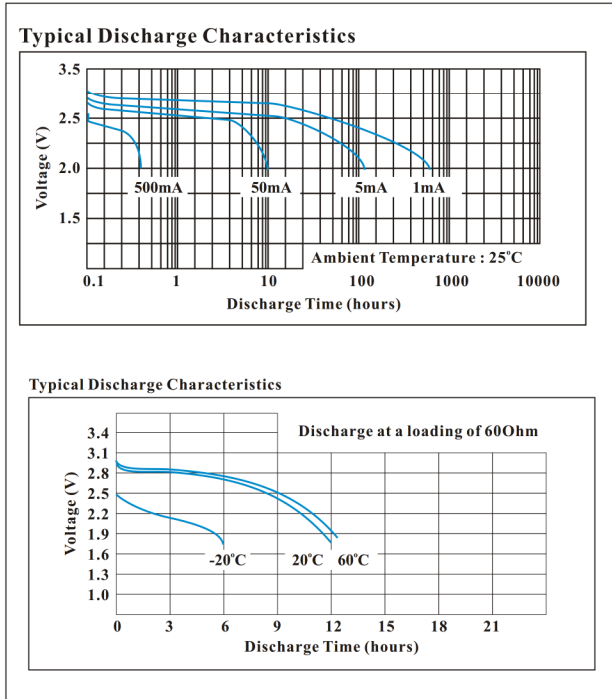 Typical Discharge Characteristics
3.5
2.5
2.0
1.5
Voltage (V)
500mA 50mA 5mA 1mA
Ambient Temperature : 25°C
0.1 1 10 100 1000 10000
Discharge Time (hours)
Typical Discharge Characteristics
Discharge at a loading of 60Ohm
3.4
3.1
2.8
2.5
2.2
1.9
1.6
1.3
1.0
Voltage (V)
-20°C 20°C 60°C
0 3 6 9 12 15 18 21
Discharge Time (hours)